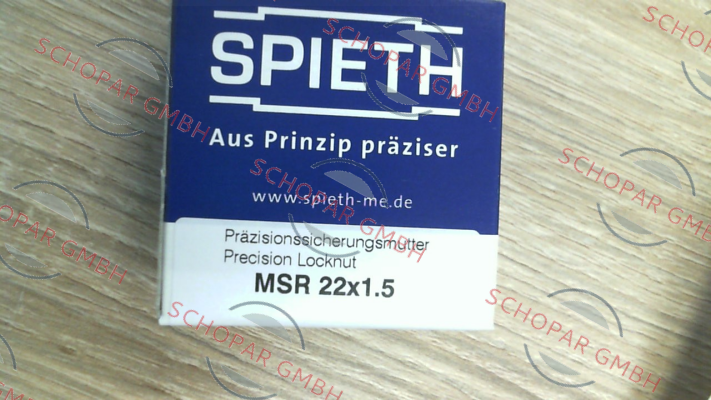 SPIETH
Aus Prinzip präziser
www.spieth-me.de
Präzisionssicherungsmutter
Precision Locknut
MSR 22x1.5
SCHOPAR GMBH
SCHOPAR GMBH
SCHOPAR GMBH
SCHOPAR GMBH
SCHOPAR GMBH
SCHOPAR GMBH
SCHOPAR GMBH
SCHOPAR GMBH